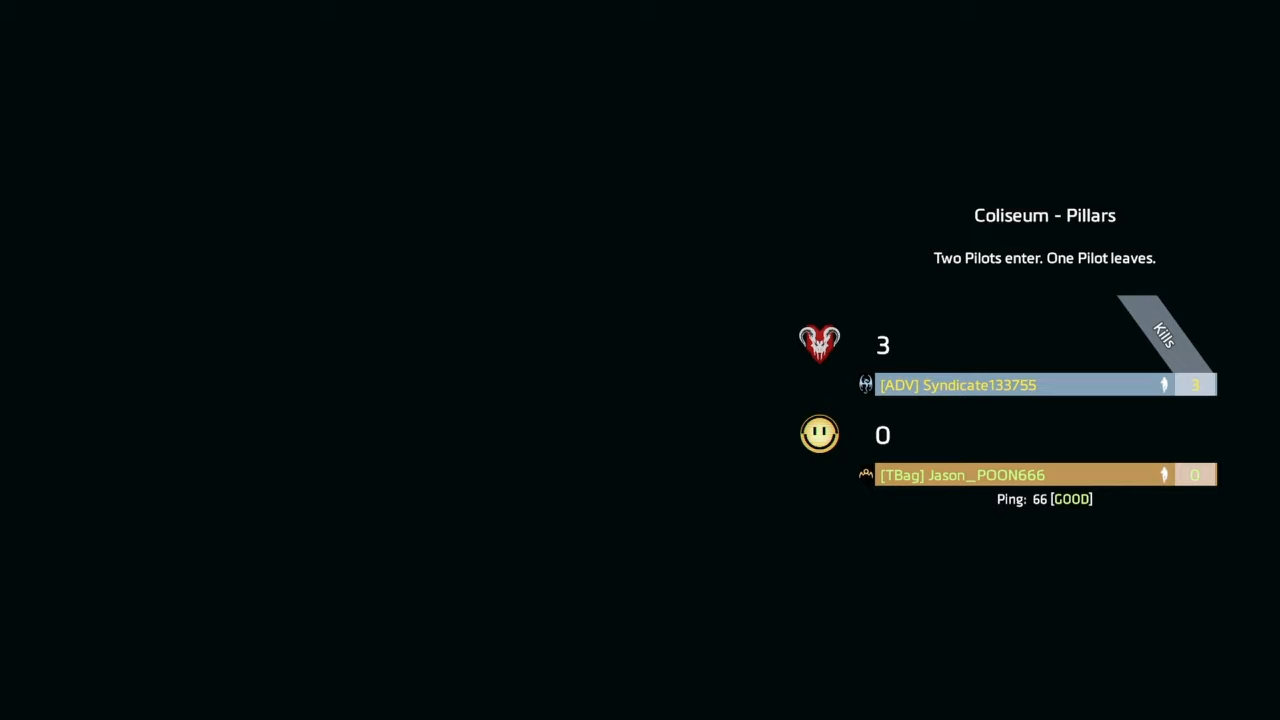 Coliseum - Pillars
Two Pilots enter. One Pilot leaves.
Kills
3
[ADV] Syndicate133755 3
0
[TBag] Jason_POON666 0
Ping: 66 [GOOD]